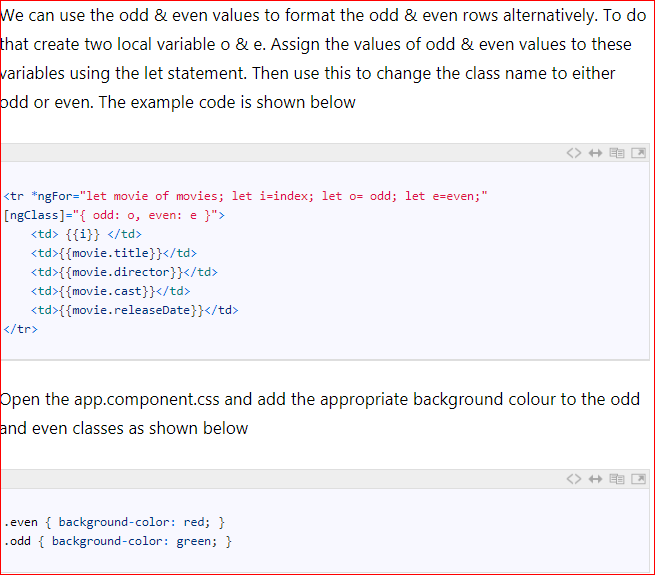 We can use the odd & even values to format the odd & even rows alternatively. To do
that create two local variable o & e. Assign the values of odd & even values to these
variables using the let statement. Then use this to change the class name to either
odd or even. The example code is shown below
<tr *ngFor="let movie of movies; let i=index; let o= odd; let e=even;"
[ngClass]="{ odd: o, even: e }">
    <td> {{i}} </td>
    <td>{{movie.title}}</td>
    <td>{{movie.director}}</td>
    <td>{{movie.cast}}</td>
    <td>{{movie.releaseDate}}</td>
</tr>
Open the app.component.css and add the appropriate background colour to the odd
and even classes as shown below
.even { background-color: red; }
.odd { background-color: green; }